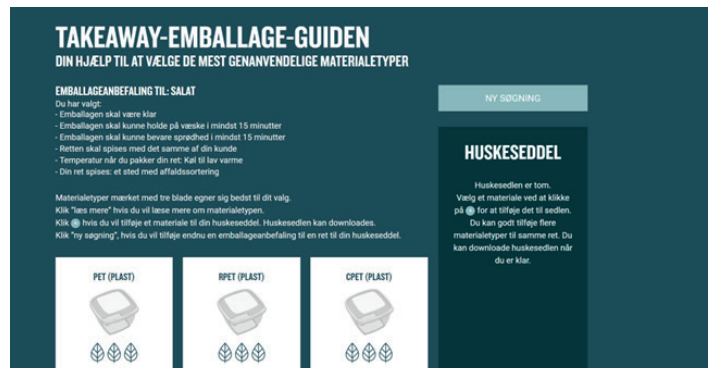 TAKEAWAY-EMBALLAGE-GUIDEN
DIN HJÆLP TIL AT VÆLGE DE MEST GENANVENDELIGE MATERIALETYPER
EMBALLAGEANBEFALING TIL: SALAT
Du har valgt:
- Emballagen skal være klar
- Emballagen skal kunne holde på væske i mindst 15 minutter
- Emballagen skal kunne bevare sprødhed i mindst 15 minutter
- Retten skal spises med det samme af din kunde
- Temperatur når du pakker din ret: Køl til lav varme
- Din ret spises: et sted med affaldssortering
Materialetyper mærket med tre blade egner sig bedst til dit valg.
Klik "læs mere" hvis du vil læse mere om materialetypen.
Klik + hvis du vil tilføje et materiale til din huskeseddel. Huskesedlen kan downloades.
Klik "ny søgning", hvis du vil tilføje endnu en emballageanbefaling til en ret til din huskeseddel.
PET (PLAST)
RPET (PLAST)
CPET (PLAST)
NY SØGNING
HUSKESEDDEL
Huskesedlen er tom.
Vælg et materiale ved at klikke
på + for at tilføje det til sedlen.
Du kan godt tilføje flere
materialetyper til samme ret. Du
kan downloade huskesedlen når
du er klar.